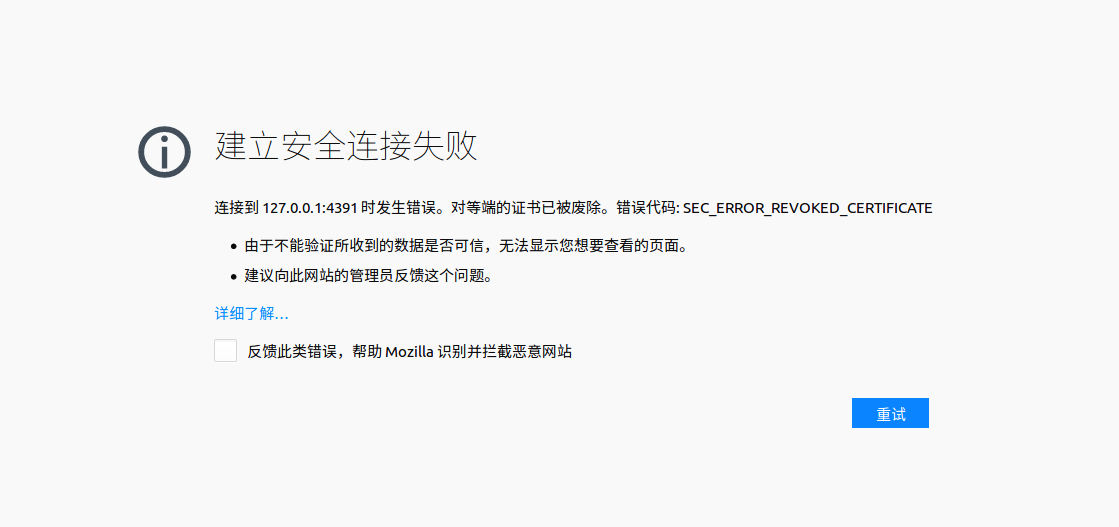 建立安全连接失败
连接到 127.0.0.1:4391 时发生错误。对等端的证书已被废除。错误代码: SEC_ERROR_REVOKED_CERTIFICATE
• 由于不能验证所收到的数据是否可信，无法显示您想要查看的页面。
• 建议向此网站的管理员反馈这个问题。
详细了解…
反馈此类错误，帮助 Mozilla 识别并拦截恶意网站
重试